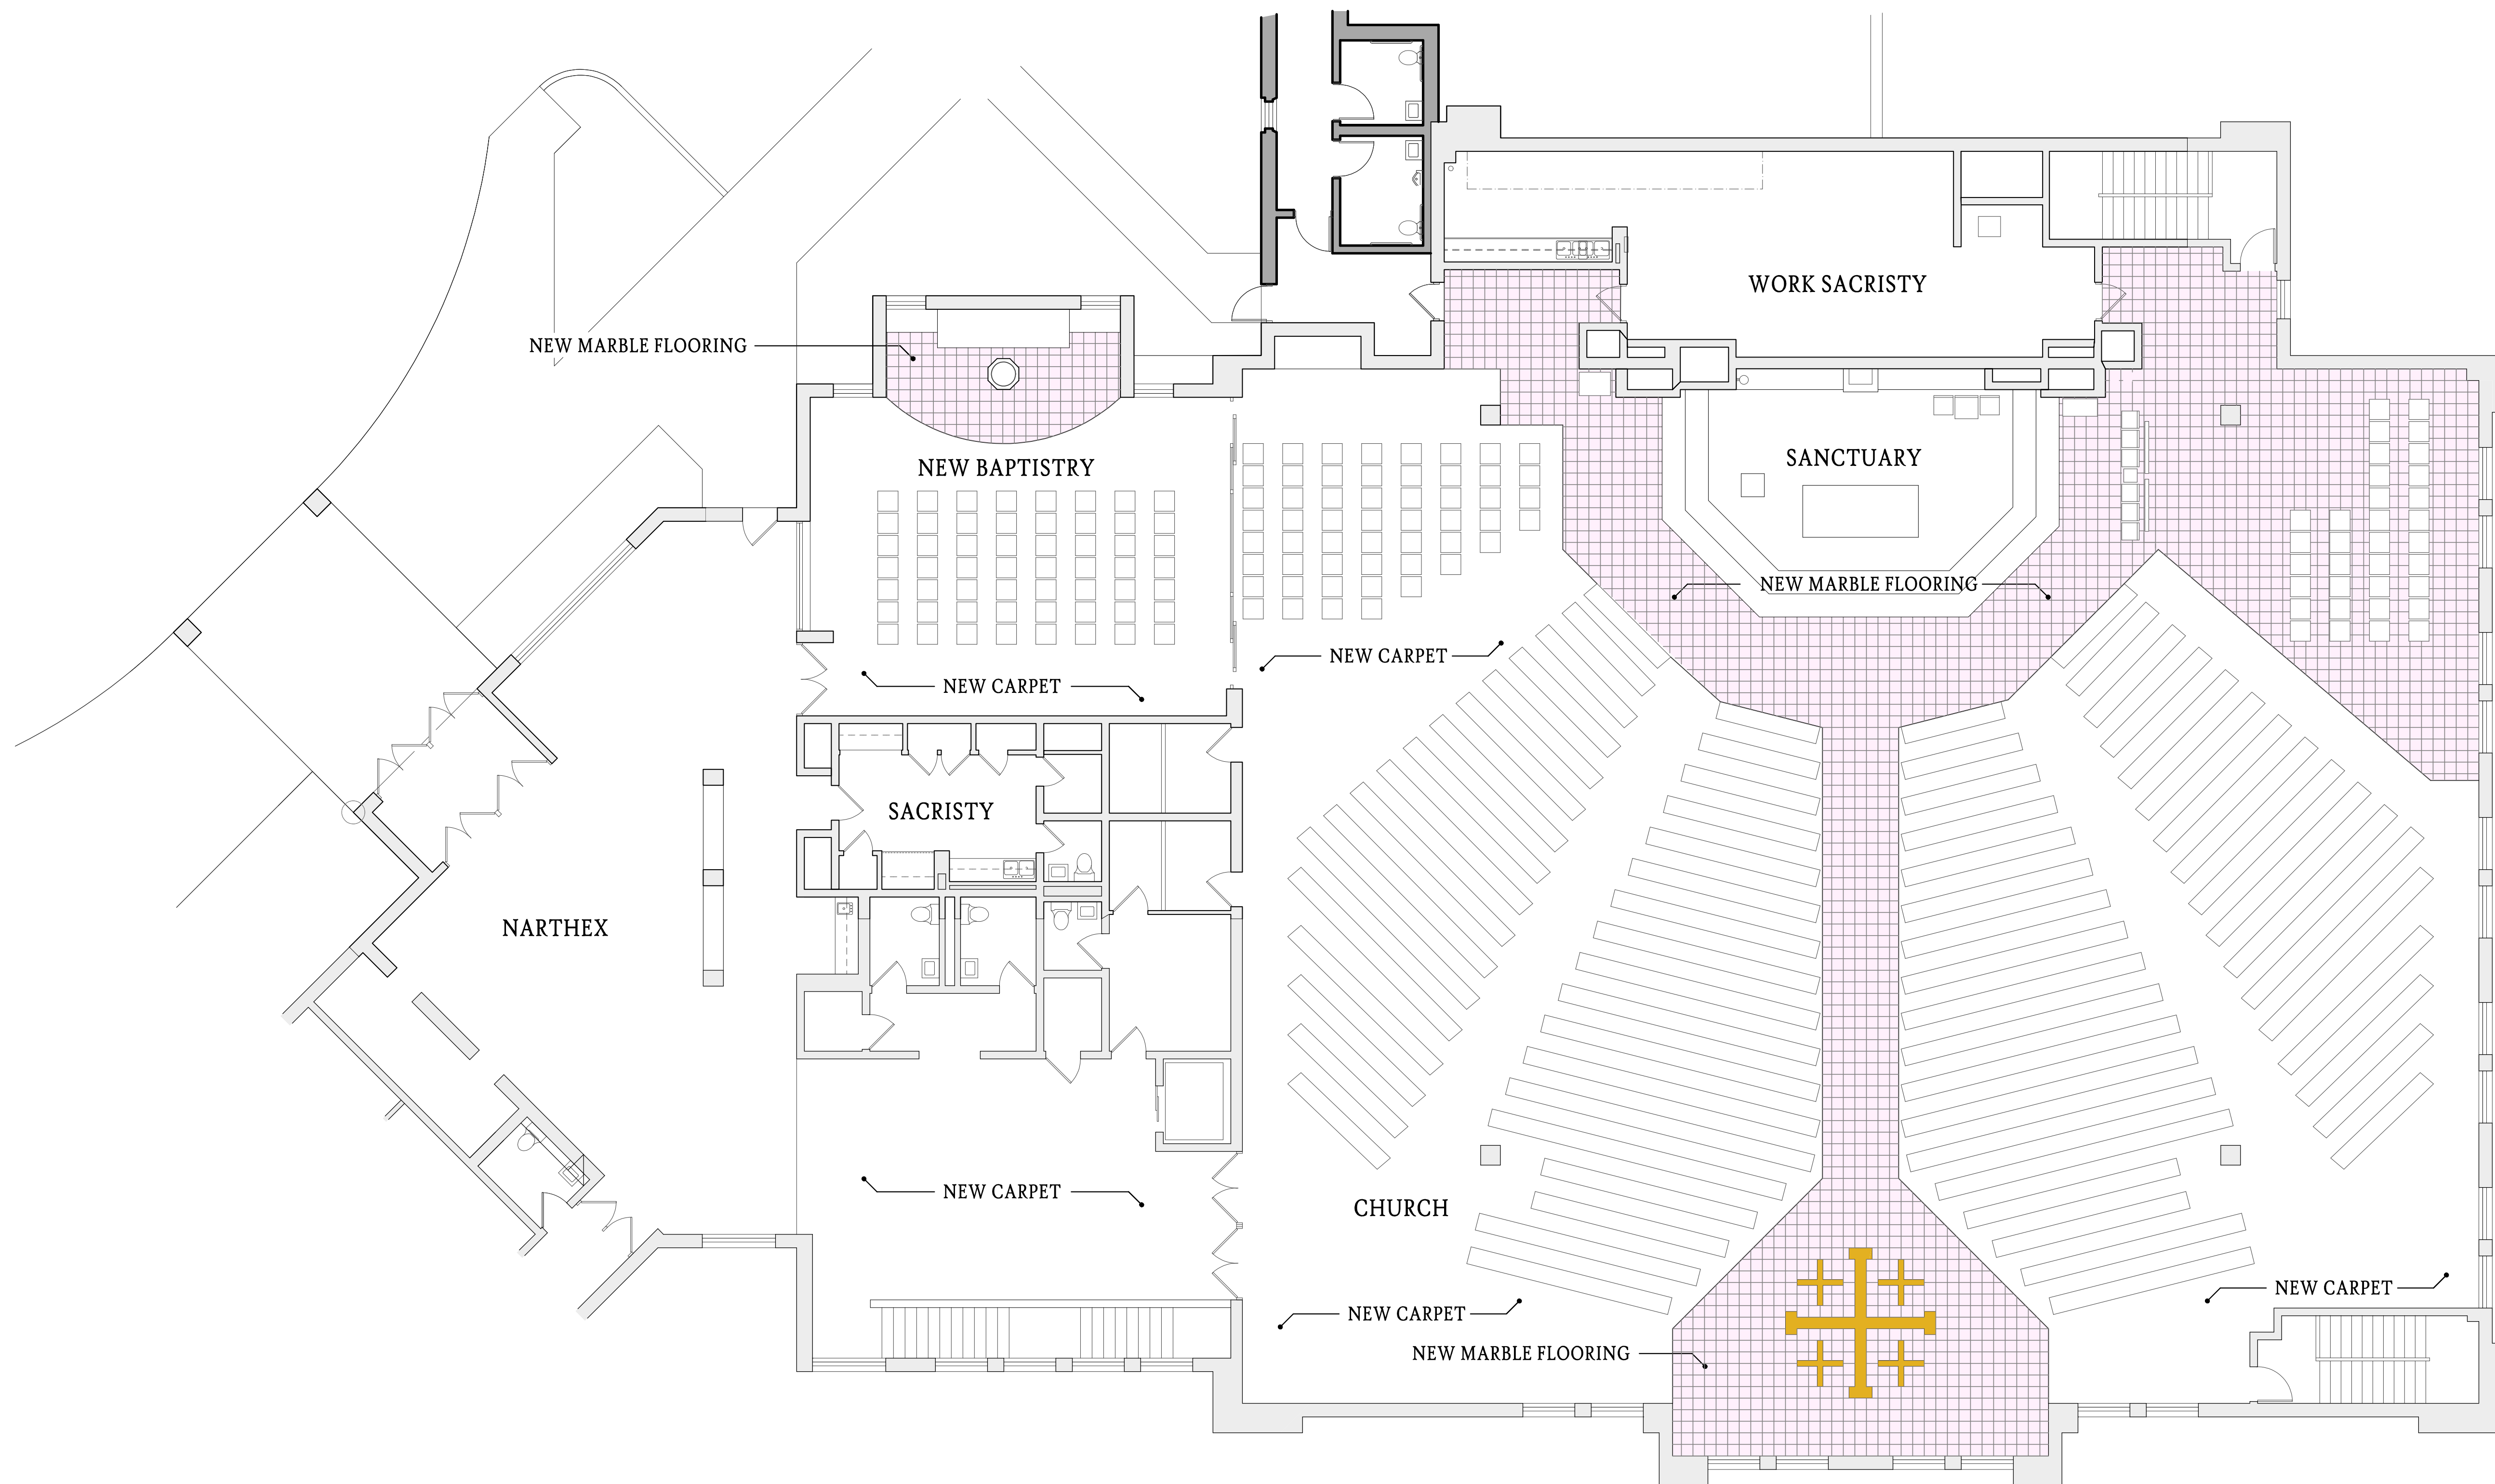 WORK SACRISTY
NEW MARBLE FLOORING
NEW BAPTISTRY
SANCTUARY
NEW MARBLE FLOORING
NEW CARPET
NEW CARPET
SACRISTY
NARTHEX
NEW CARPET
CHURCH
NEW CARPET
NEW CARPET
NEW MARBLE FLOORING